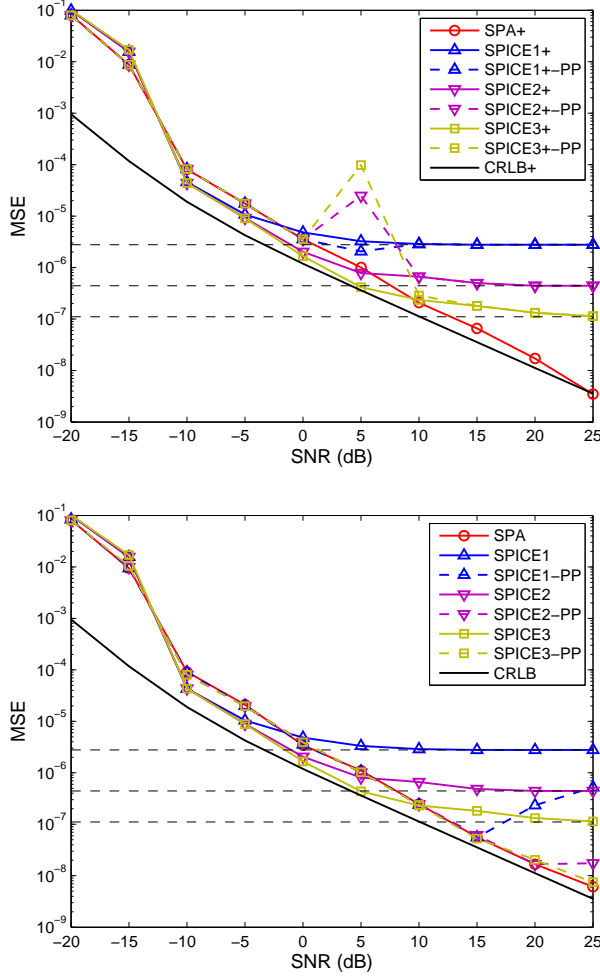 10^-1
10^-2
10^-3
10^-4
10^-5
10^-6
10^-7
10^-8
10^-9
MSE
−20 −15 −10 −5 0 5 10 15 20 25
SNR (dB)
SPA+
SPICE1+
SPICE1+−PP
SPICE2+
SPICE2+−PP
SPICE3+
SPICE3+−PP
CRLB+
10^-1
10^-2
10^-3
10^-4
10^-5
10^-6
10^-7
10^-8
10^-9
MSE
−20 −15 −10 −5 0 5 10 15 20 25
SNR (dB)
SPA
SPICE1
SPICE1−PP
SPICE2
SPICE2−PP
SPICE3
SPICE3−PP
CRLB